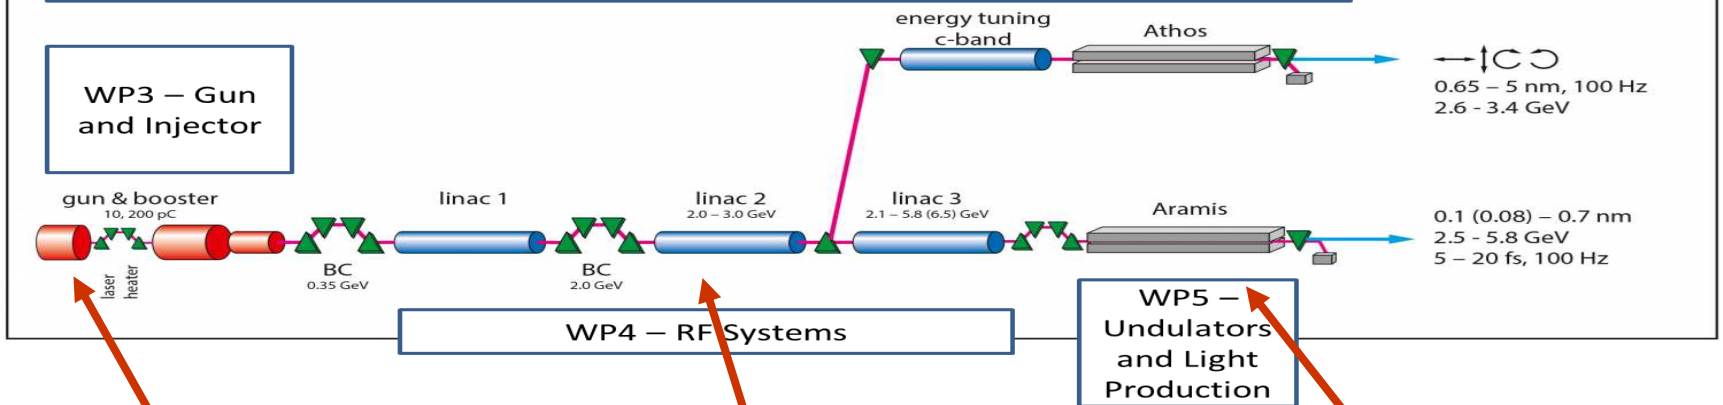 energy tuning
c-band
Athos
0.65 – 5 nm, 100 Hz
2.6 - 3.4 GeV
WP3 – Gun
and Injector
gun & booster
10, 200 pC
laser
heater
BC
0.35 GeV
linac 1
BC
2.0 GeV
linac 2
2.0 – 3.0 GeV
linac 3
2.1 – 5.8 (6.5) GeV
Aramis
0.1 (0.08) – 0.7 nm
2.5 - 5.8 GeV
5 – 20 fs, 100 Hz
WP4 – RF Systems
WP5 –
Undulators
and Light
Production